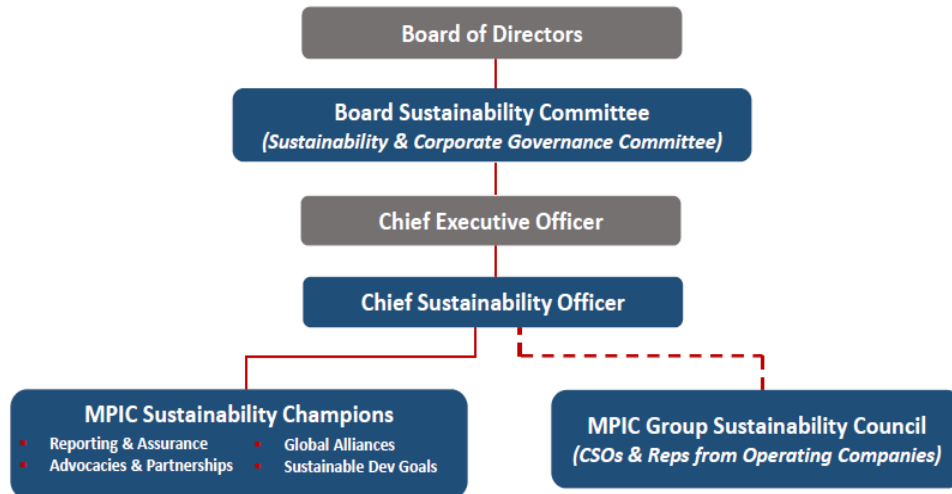 Board of Directors
Board Sustainability Committee
(Sustainability & Corporate Governance Committee)
Chief Executive Officer
Chief Sustainability Officer
MPIC Sustainability Champions
Reporting & Assurance
Advocacies & Partnerships
Global Alliances
Sustainable Dev Goals
MPIC Group Sustainability Council
(CSOs & Reps from Operating Companies)